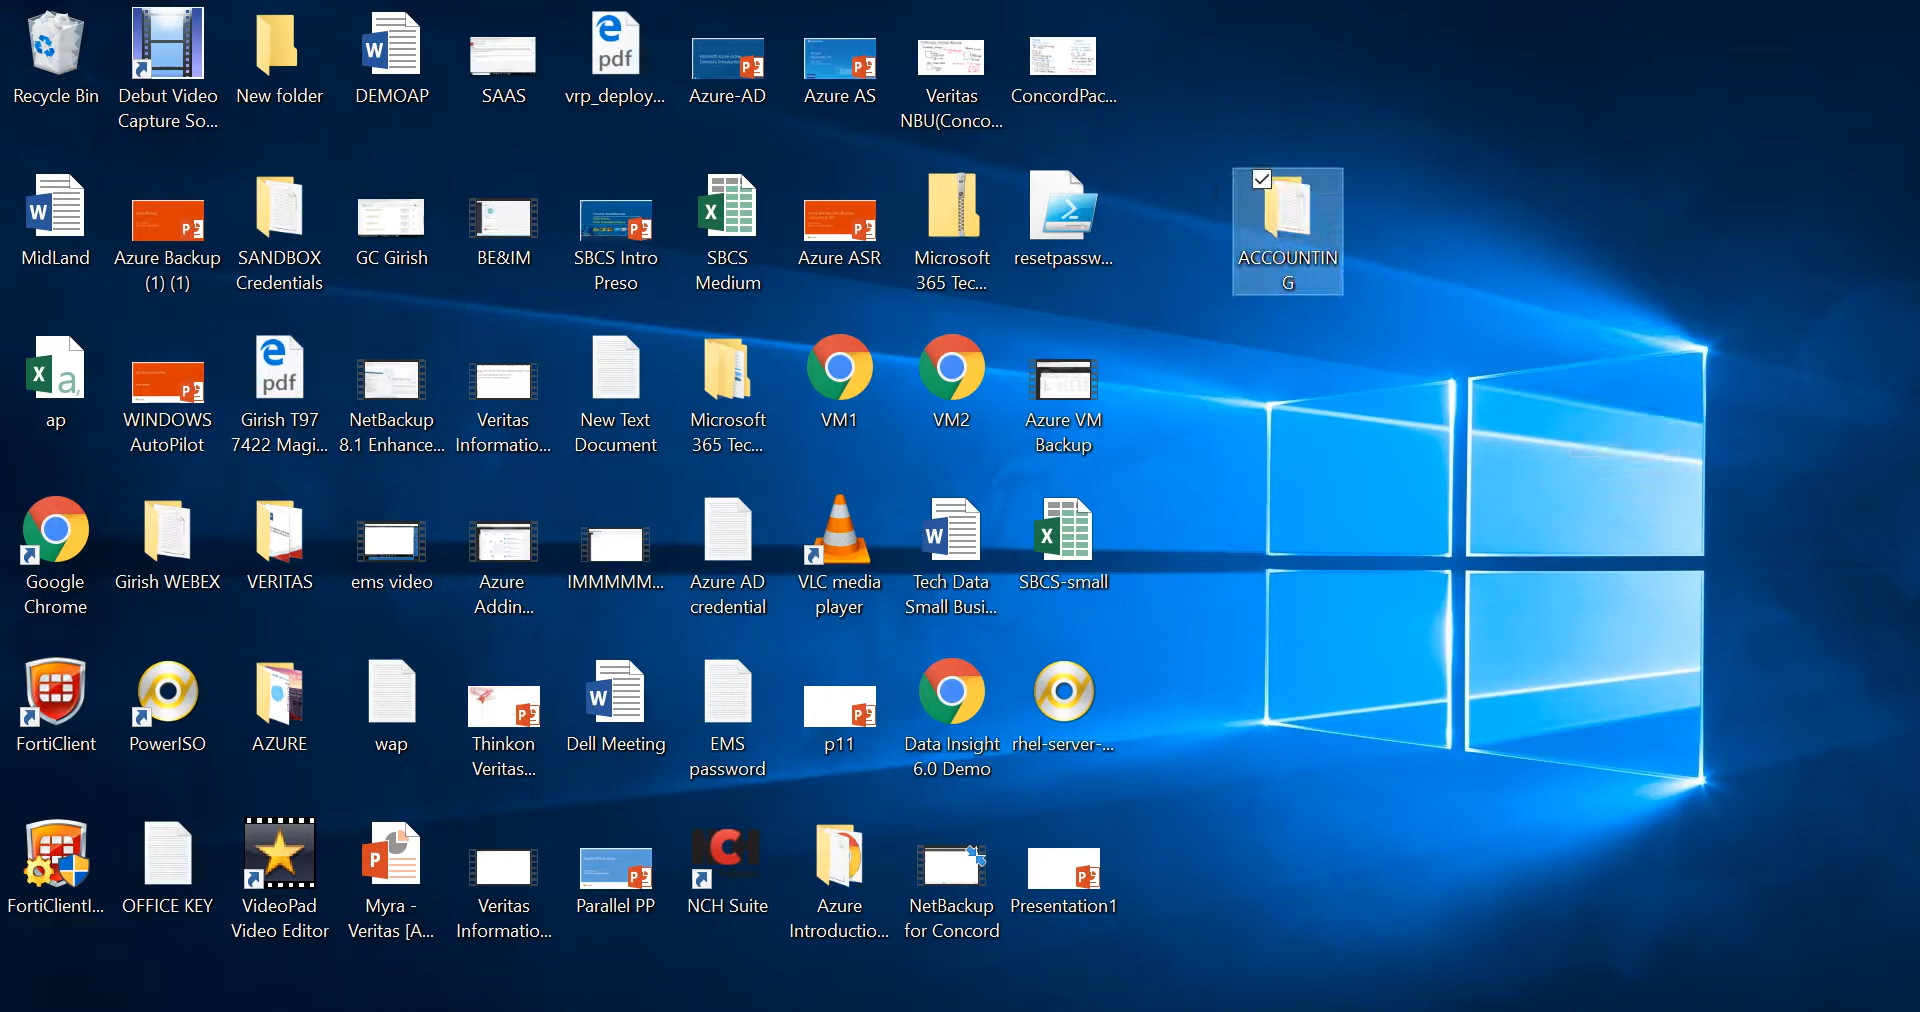 Recycle Bin
Debut Video
Capture So...
New folder
DEMOAP
SAAS
pdf
vrp_deploy...
Azure-AD
Azure AS
Veritas
NBU(Conco...
ConcordPac...
MidLand
Azure Backup
(1) (1)
SANDBOX
Credentials
GC Girish
BE&IM
SBCS Intro
Preso
SBCS
Medium
Azure ASR
Microsoft
365 Tec...
resetpassw...
ACCOUNTIN
G
ap
WINDOWS
AutoPilot
pdf
Girish T97
7422 Magi...
NetBackup
8.1 Enhance...
Veritas
Informatio...
New Text
Document
Microsoft
365 Tec...
VM1
VM2
Azure VM
Backup
Google
Chrome
Girish WEBEX
VERITAS
ems video
Azure
Addin...
IMMMMM...
Azure AD
credential
VLC media
player
Tech Data
Small Busi...
SBCS-small
FortiClient
PowerISO
AZURE
wap
Thinkon
Veritas...
Dell Meeting
EMS
password
p11
Data Insight
6.0 Demo
rhel-server-...
FortiClientI...
OFFICE KEY
VideoPad
Video Editor
Myra -
Veritas [A...
Veritas
Informatio...
Parallel PP
NCH
NCH Suite
Azure
Introductio...
NetBackup
for Concord
Presentation1